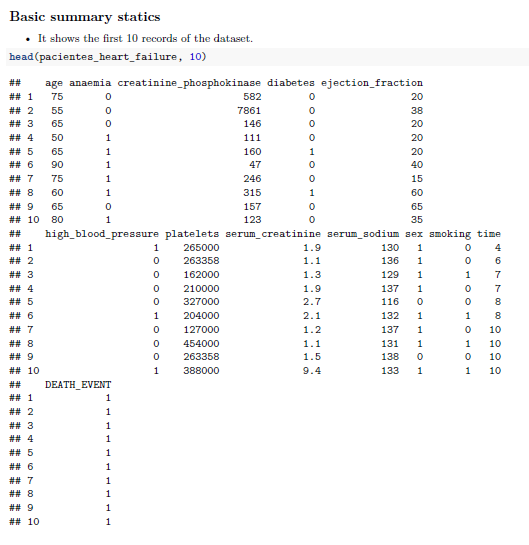 Basic summary statics
• It shows the first 10 records of the dataset.
head(pacientes_heart_failure, 10)
## age anaemia creatinine_phosphokinase diabetes ejection_fraction
## 1 75 0 582 0 20
## 2 55 0 7861 0 38
## 3 65 0 146 0 20
## 4 50 1 111 0 20
## 5 65 1 160 1 20
## 6 90 1 47 0 40
## 7 75 1 246 0 15
## 8 60 1 315 1 60
## 9 65 0 157 0 65
## 10 80 1 123 0 35
## high_blood_pressure platelets serum_creatinine serum_sodium sex smoking time
## 1 1 265000 1.9 130 1 0 4
## 2 0 263358 1.1 136 1 0 6
## 3 0 162000 1.3 129 1 1 7
## 4 0 210000 1.9 137 1 0 7
## 5 0 327000 2.7 116 0 0 8
## 6 1 204000 2.1 132 1 1 8
## 7 0 127000 1.2 137 1 0 10
## 8 0 454000 1.1 131 1 1 10
## 9 0 263358 1.5 138 0 0 10
## 10 1 388000 9.4 133 1 1 10
## DEATH_EVENT
## 1 1
## 2 1
## 3 1
## 4 1
## 5 1
## 6 1
## 7 1
## 8 1
## 9 1
## 10 1